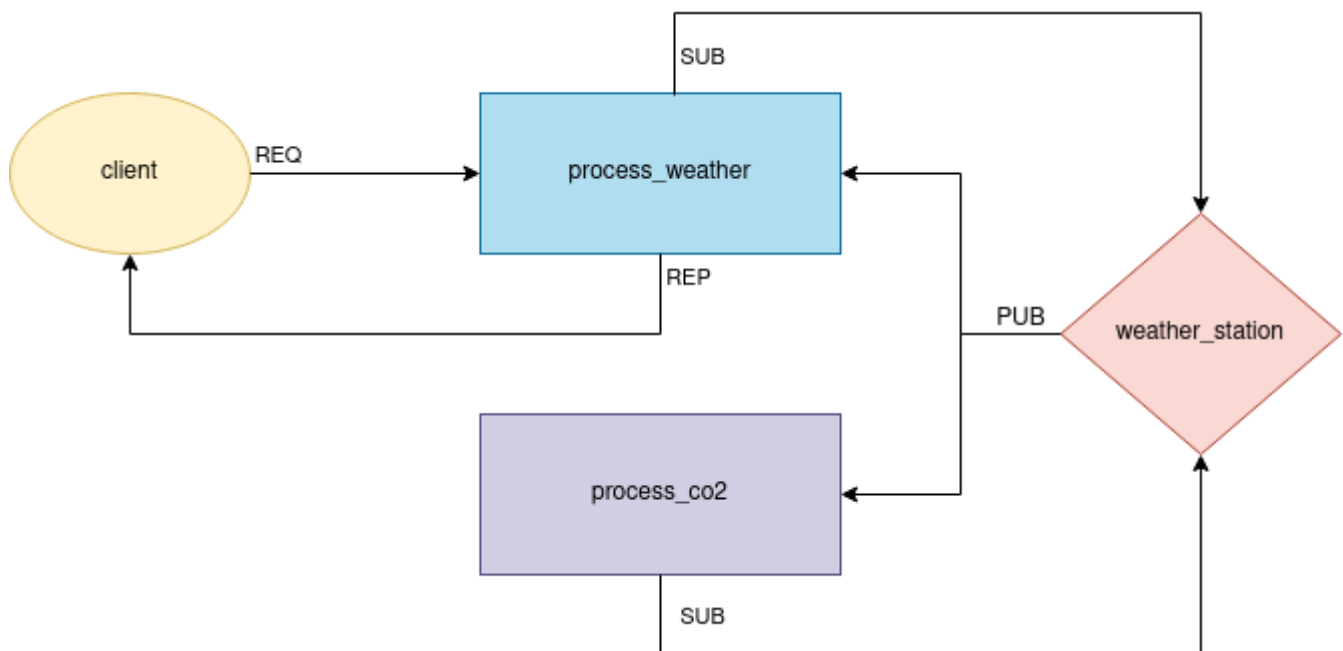 SUB
client
REQ
process_weather
REP
PUB
weather_station
process_co2
SUB